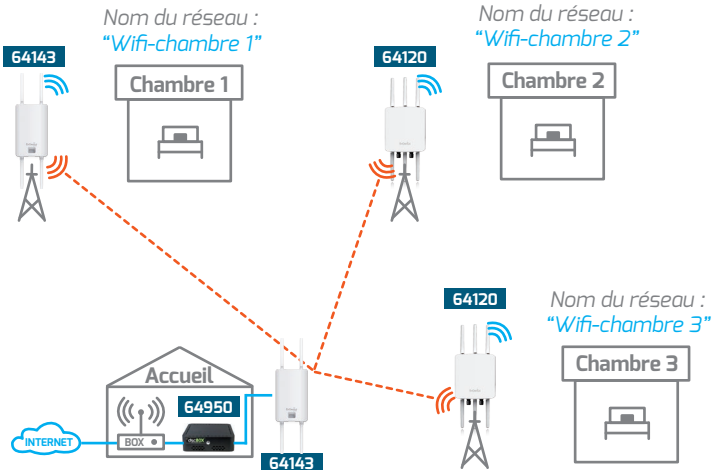 Nom du réseau :
“Wifi-chambre 1”
64143
Chambre 1
Nom du réseau :
“Wifi-chambre 2”
64120
Chambre 2
64120
Nom du réseau :
“Wifi-chambre 3”
Chambre 3
Accueil
64950
INTERNET
BOX
64143